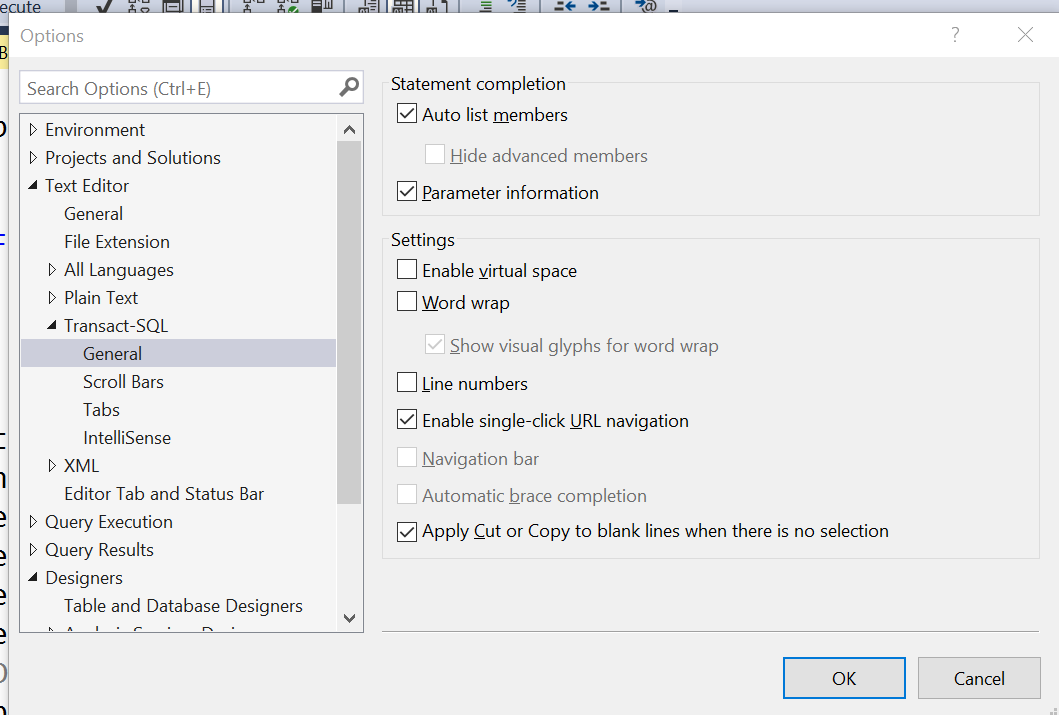 ecute
Options
Search Options (Ctrl+E)
Environment
Projects and Solutions
Text Editor
General
File Extension
All Languages
Plain Text
Transact-SQL
General
Scroll Bars
Tabs
IntelliSense
XML
Editor Tab and Status Bar
Query Execution
Query Results
Designers
Table and Database Designers
Statement completion
Auto list members
Hide advanced members
Parameter information
Settings
Enable virtual space
Word wrap
Show visual glyphs for word wrap
Line numbers
Enable single-click URL navigation
Navigation bar
Automatic brace completion
Apply Cut or Copy to blank lines when there is no selection
OK
Cancel